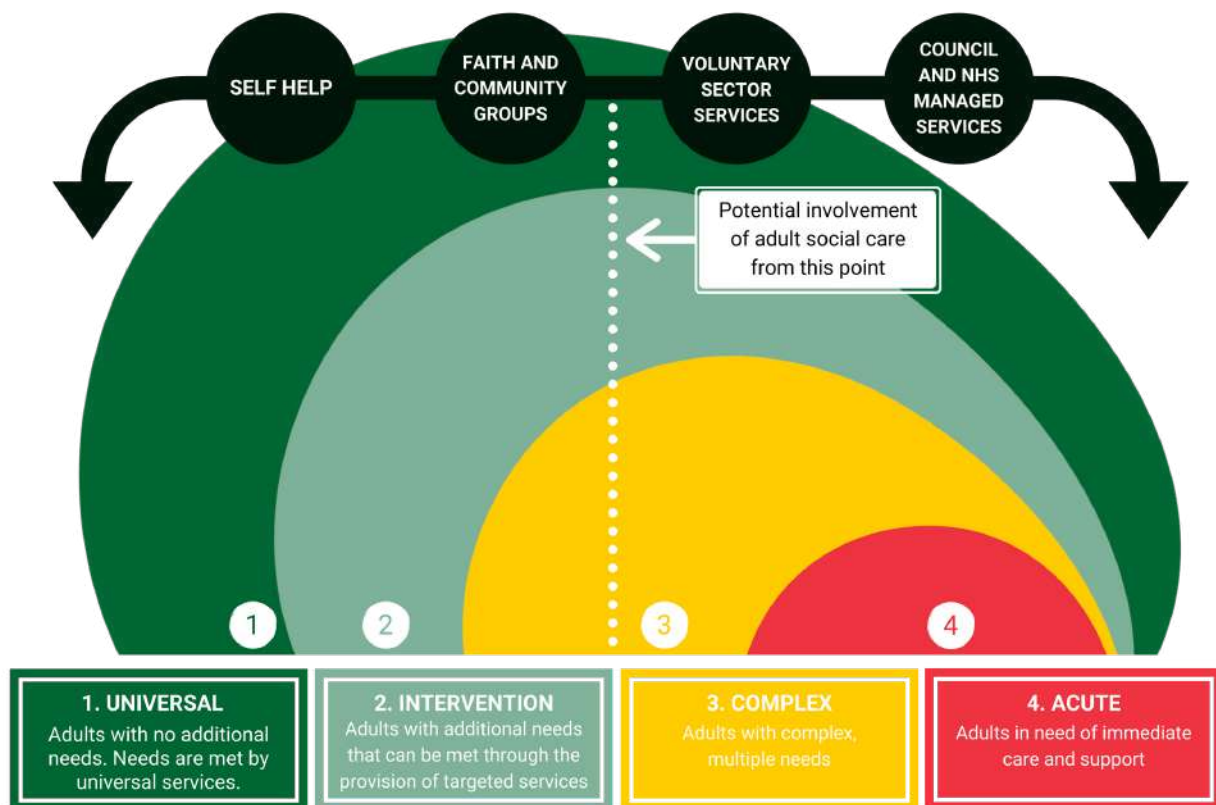 SELF HELP
FAITH AND
COMMUNITY
GROUPS
VOLUNTARY
SECTOR
SERVICES
COUNCIL
AND NHS
MANAGED
SERVICES
Potential involvement
of adult social care
from this point
1
2
3
4
1. UNIVERSAL
Adults with no additional
needs. Needs are met by
universal services.
2. INTERVENTION
Adults with additional needs
that can be met through the
provision of targeted services
3. COMPLEX
Adults with complex,
multiple needs
4. ACUTE
Adults in need of immediate
care and support